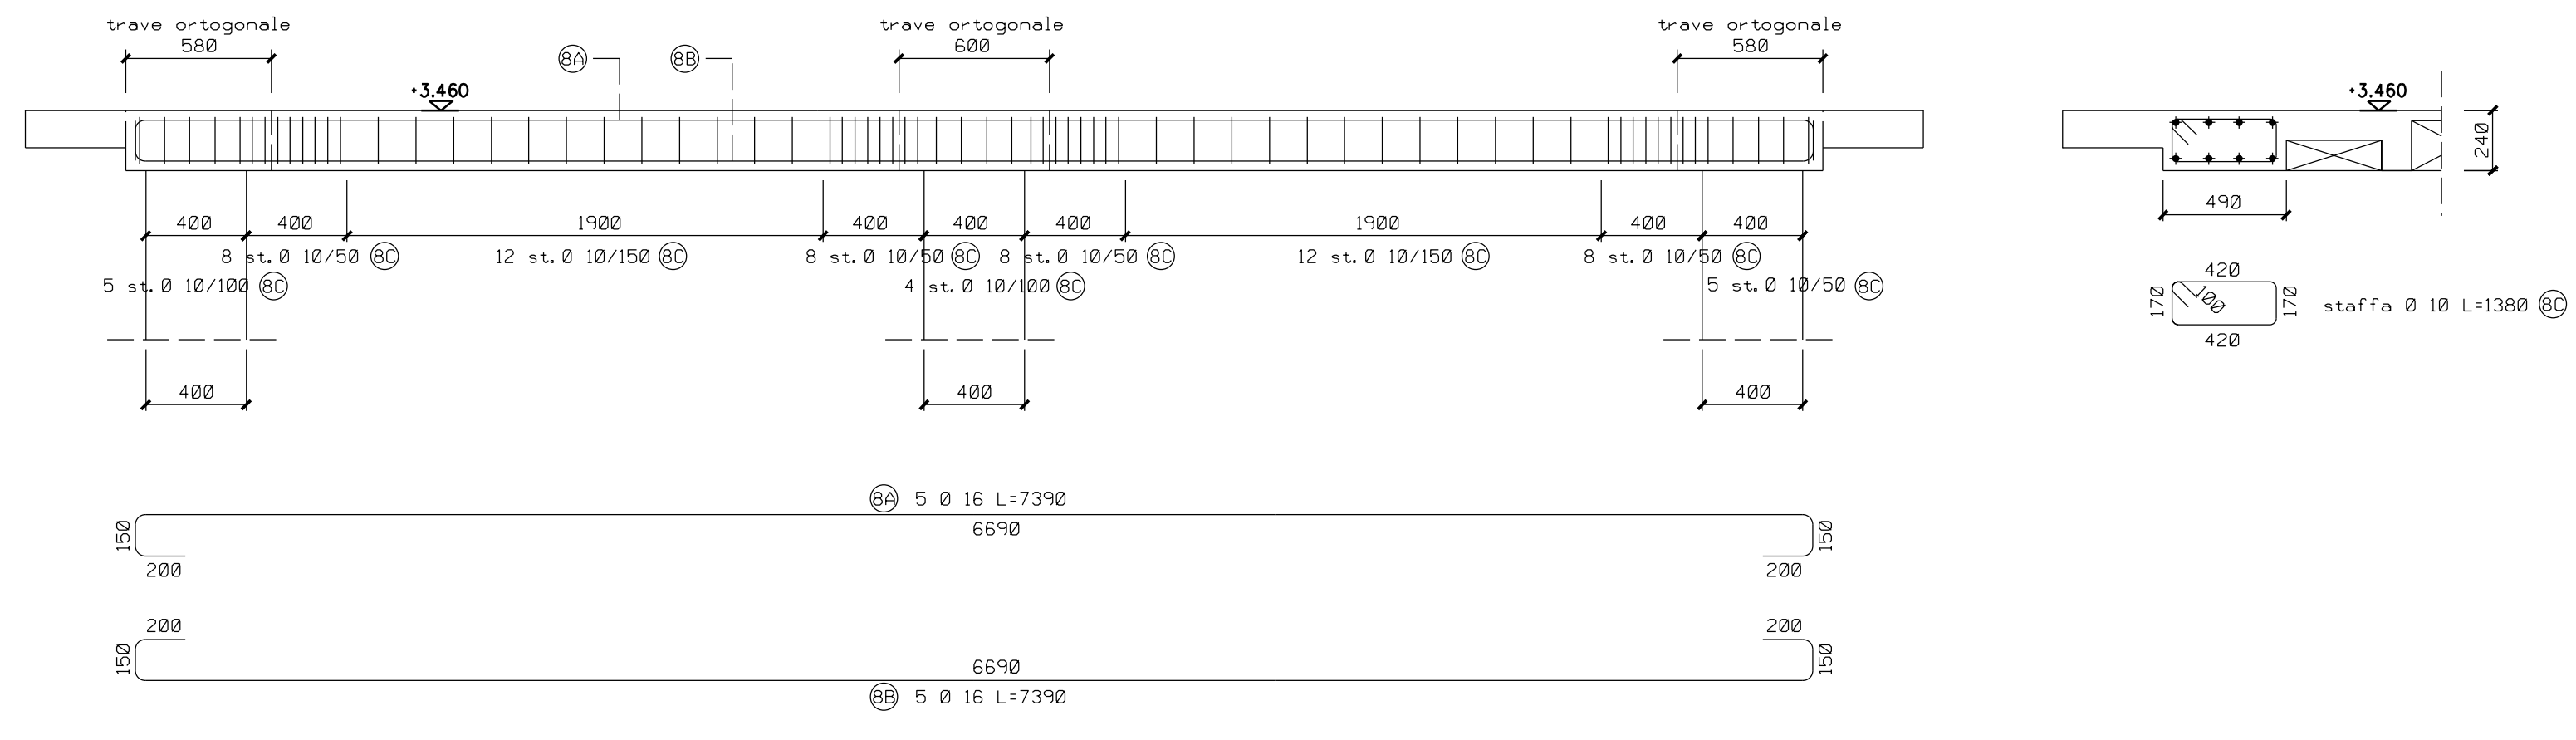 trave ortogonale trave ortogonale trave ortogonale
580 600 580
8A 8B
+3.460 +3.460
240
490
400 400 1900 400 400 400 1900 400 400
8 st.Ø 10/50 8C 12 st.Ø 10/150 8C 8 st.Ø 10/50 8C 8 st.Ø 10/50 8C 12 st.Ø 10/150 8C 8 st.Ø 10/50 8C
5 st.Ø 10/100 8C 4 st.Ø 10/100 8C 5 st.Ø 10/50 8C
420
170 100 170 staffa Ø 10 L=1380 8C
420
400 400 400
8A 5 Ø 16 L=7390
150 6690 150
200 200
200 200
150 6690 150
8B 5 Ø 16 L=7390